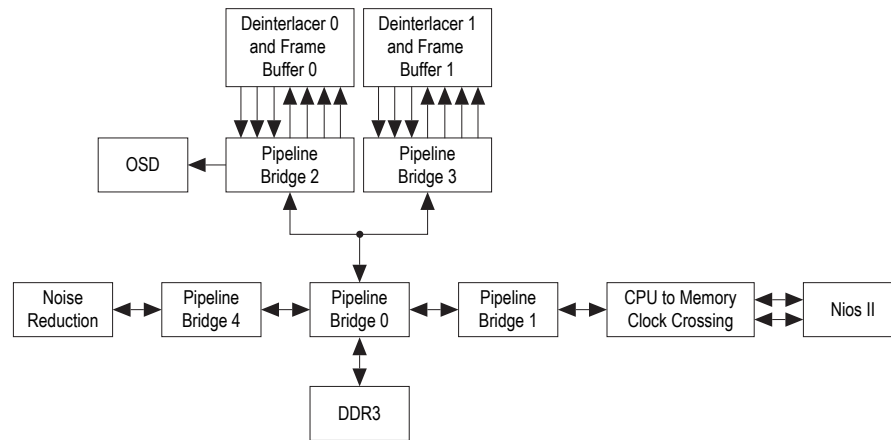 Deinterlacer 0
and Frame
Buffer 0
Deinterlacer 1
and Frame
Buffer 1
OSD
Pipeline
Bridge 2
Pipeline
Bridge 3
Noise
Reduction
Pipeline
Bridge 4
Pipeline
Bridge 0
Pipeline
Bridge 1
CPU to Memory
Clock Crossing
Nios II
DDR3